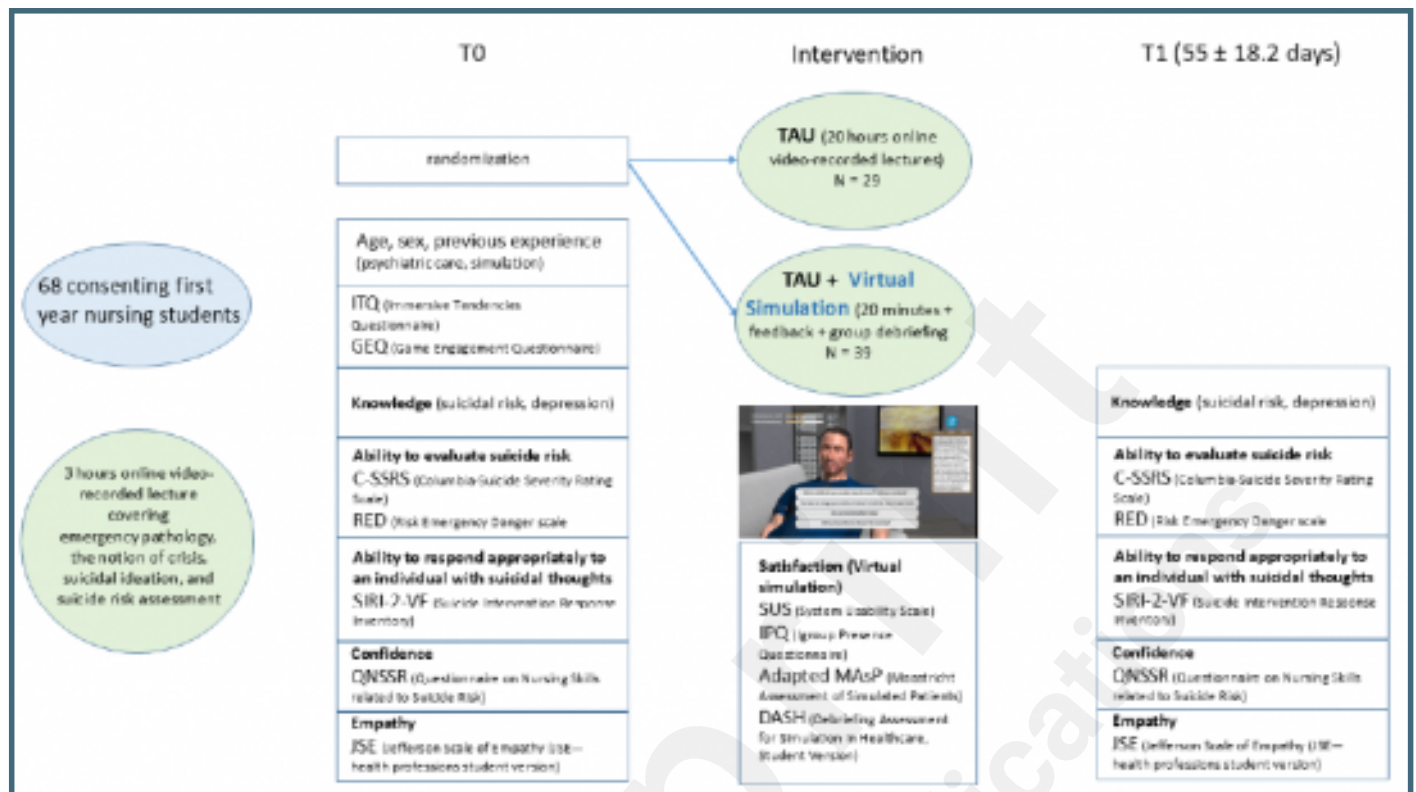 T0
Intervention
T1 (55 ± 18.2 days)
68 consenting first
year nursing students
3 hours online video-
recorded lecture
covering
emergency pathology,
the notion of crisis,
suicidal ideation, and
suicide risk assessment
randomization
Age, sex, previous experience
(psychiatric care, simulation)
ITQ (Immersive Tendencies
Questionnaire)
GEQ (Game Engagement Questionnaire)
Knowledge (suicidal risk, depression)
Ability to evaluate suicide risk
C-SSRS (Columbia-Suicide Severity Rating
Scale)
RED (Risk Emergency Danger scale
Ability to respond appropriately to
an individual with suicidal thoughts
SIRI-2-VF (Suicide Intervention Response
Inventory)
Confidence
QNSSR (Questionnaire on Nursing Skills
related to Suicide Risk)
Empathy
JSE (Jefferson Scale of Empathy (JSE—
health professions student version)
TAU (20 hours online
video-recorded lectures)
N = 29
TAU + Virtual
Simulation (20 minutes +
feedback + group debriefing
N = 39
Satisfaction (Virtual
simulation)
SUS (System Usability Scale)
IPQ (Igroup Presence
Questionnaire)
Adapted MAsP (Maastricht
Assessment of Simulated Patients)
DASH (Debriefing Assessment
for Simulation in Healthcare,
Student Version)
Knowledge (suicidal risk, depression)
Ability to evaluate suicide risk
C-SSRS (Columbia-Suicide Severity Rating
Scale)
RED (Risk Emergency Danger scale
Ability to respond appropriately to
an individual with suicidal thoughts
SIRI-2-VF (Suicide Intervention Response
Inventory)
Confidence
QNSSR (Questionnaire on Nursing Skills
related to Suicide Risk)
Empathy
JSE (Jefferson Scale of Empathy (JSE—
health professions student version)